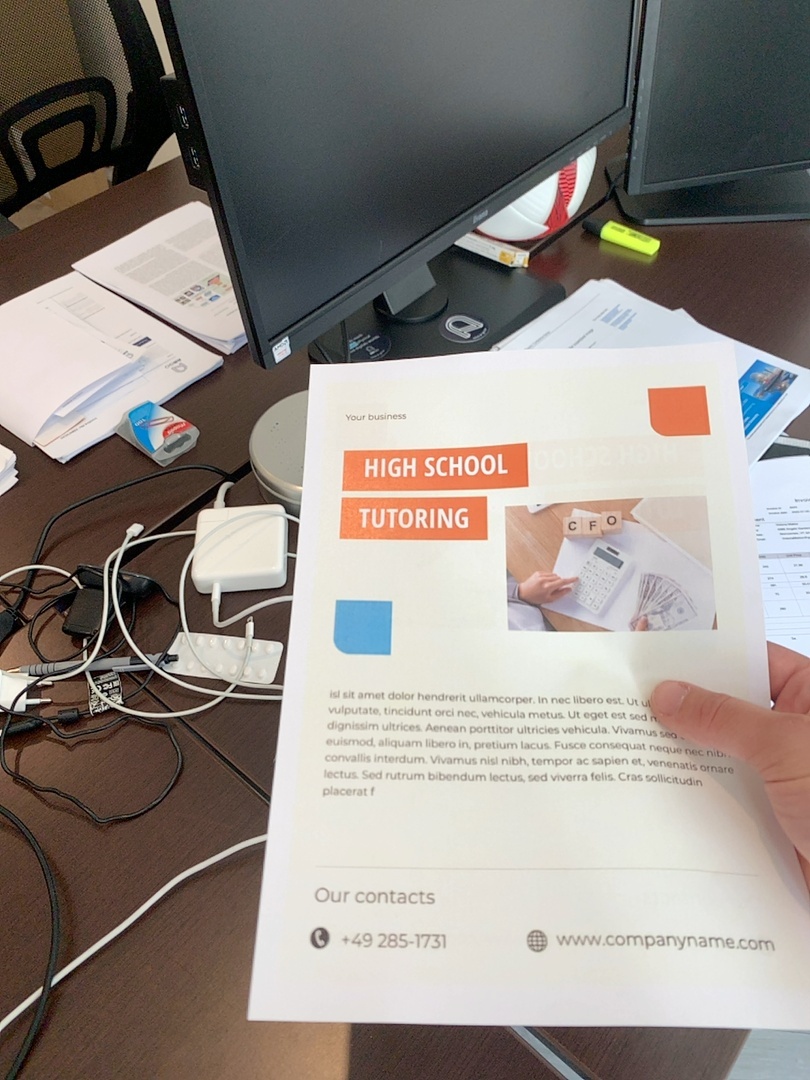 Your business
HIGH SCHOOL
TUTORING
C F O
isl sit amet dolor hendrerit ullamcorper. In nec libero est. Ut
vulputate, tincidunt orci nec, vehicula metus. Ut eget est sed
dignissim ultrices. Aenean porttitor ultricies vehicula. Vivamus sed
euismod, aliquam libero in, pretium lacus. Fusce consequat neque nec nibh
convallis interdum. Vivamus nisl nibh, tempor ac sapien et, venenatis ornare
lectus. Sed rutrum bibendum lectus, sed viverra felis. Cras sollicitudin
placerat f
Our contacts
+49 285-1731
www.companyname.com